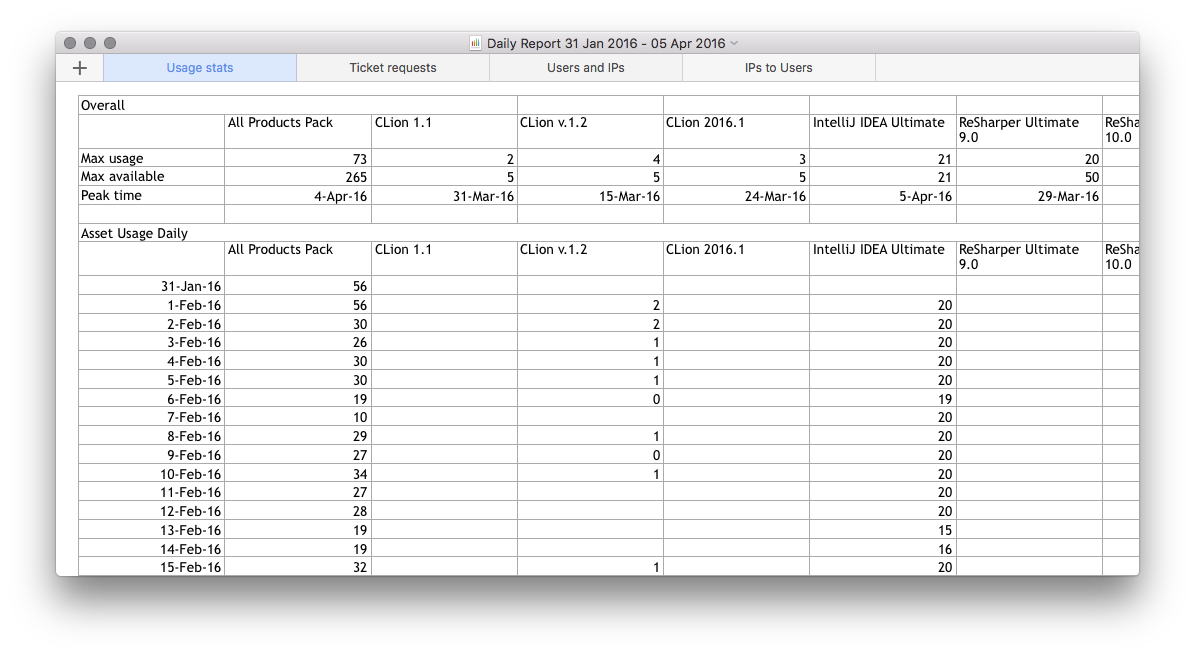 Daily Report 31 Jan 2016 - 05 Apr 2016
+ Usage stats Ticket requests Users and IPs IPs to Users
Overall
All Products Pack CLion 1.1 CLion v.1.2 CLion 2016.1 IntelliJ IDEA Ultimate ReSharper Ultimate ReSha
9.0 10.0
Max usage 73 2 4 3 21 20
Max available 265 5 5 5 21 50
Peak time 4-Apr-16 31-Mar-16 15-Mar-16 24-Mar-16 5-Apr-16 29-Mar-16
Asset Usage Daily
All Products Pack CLion 1.1 CLion v.1.2 CLion 2016.1 IntelliJ IDEA Ultimate ReSharper Ultimate ReSha
9.0 10.0
31-Jan-16 56
1-Feb-16 56 2 20
2-Feb-16 30 2 20
3-Feb-16 26 1 20
4-Feb-16 30 1 20
5-Feb-16 30 1 20
6-Feb-16 19 0 19
7-Feb-16 10 20
8-Feb-16 29 1 20
9-Feb-16 27 0 20
10-Feb-16 34 1 20
11-Feb-16 27 20
12-Feb-16 28 20
13-Feb-16 19 15
14-Feb-16 19 16
15-Feb-16 32 1 20